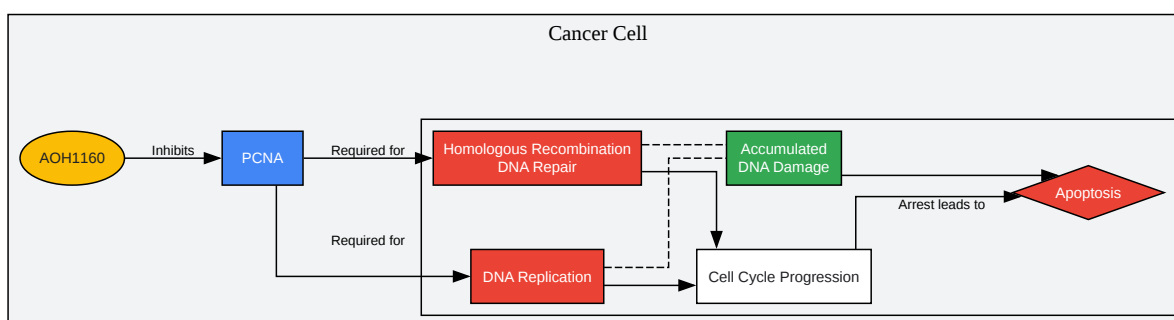 Cancer Cell
AOH1160
Inhibits
PCNA
Required for
Homologous Recombination
DNA Repair
Accumulated
DNA Damage
Apoptosis
Arrest leads to
Required for
DNA Replication
Cell Cycle Progression